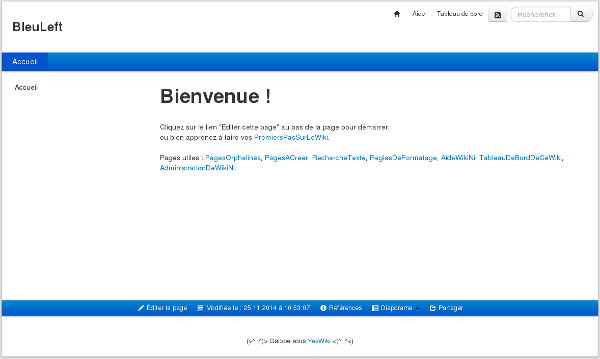 Aide
Tableau de bord
Rechercher...
BleuLeft
Accueil
Accueil
Bienvenue !
Cliquez sur le lien "Editer cette page" au bas de la page pour démarrer.
ou bien apprenez à faire vos PremiersPasSurLeWiki.
Pages utiles : PagesOrphelines, PagesACreer, RechercheTexte, ReglesDeFormatage, AideWikiNi, TableauDeBordDeCeWiki,
AdministrationDeWikiNi.
Éditer la page Modifiée le : 25.11.2014 à 10:53:07 Références Diaporama Partager
(>^_^)> Galope sous YesWiki <(^_^<)